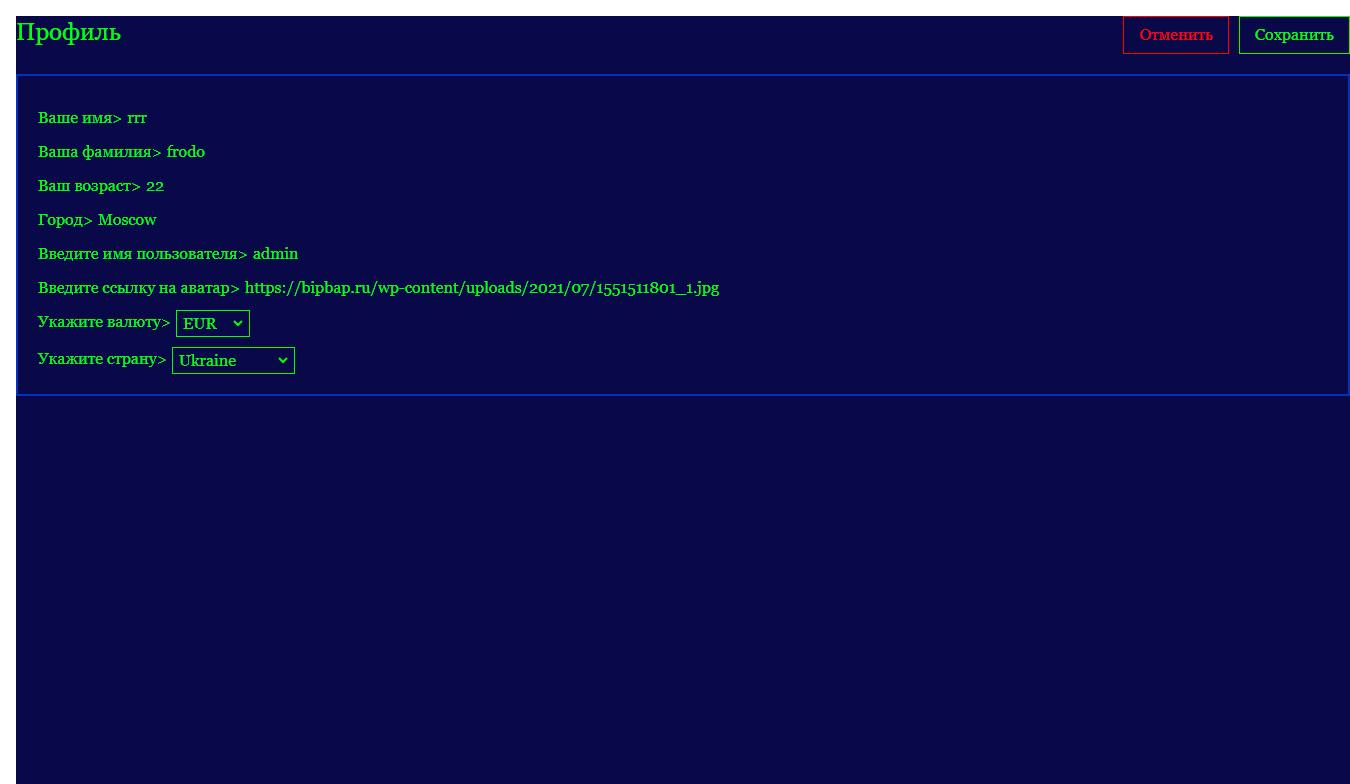 Профиль
Отменить
Сохранить
Ваше имя> rrr
Ваша фамилия> frodo
Ваш возраст> 22
Город> Moscow
Введите имя пользователя> admin
Введите ссылку на аватар> https://bipbap.ru/wp-content/uploads/2021/07/1551511801_1.jpg
Укажите валюту> EUR
Укажите страну> Ukraine